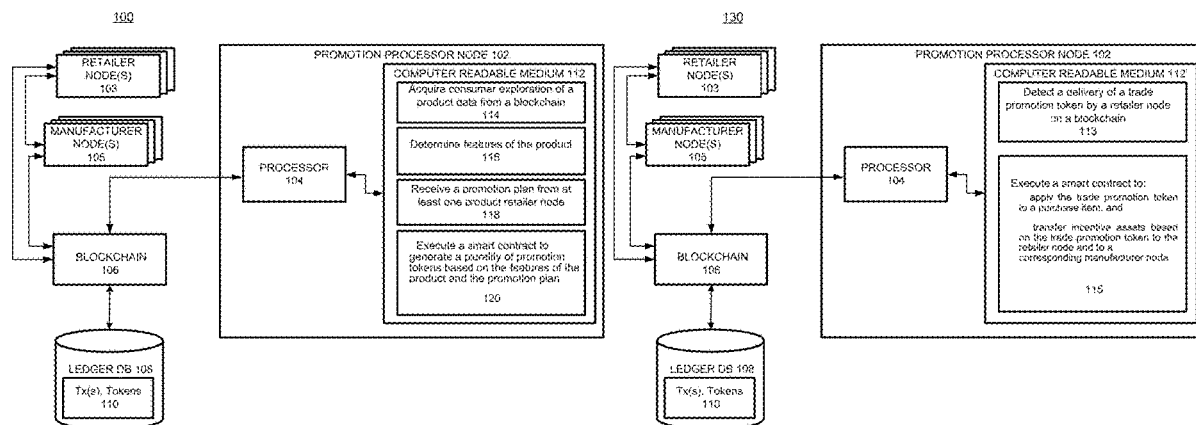 100
RETAILER
NODE(S)
103
MANUFACTURER
NODE(S)
105
BLOCKCHAIN
106
LEDGER DB 108
Tx(s), Tokens
110
PROMOTION PROCESSOR NODE 102
PROCESSOR
104
COMPUTER READABLE MEDIUM 112
Acquire consumer exploration of a
product data from a blockchain
114
Determine features of the product
116
Receive a promotion plan from at
least one product retailer node
118
Execute a smart contract to
generate a plurality of promotion
tokens based on the features of the
product and the promotion plan
120
130
RETAILER
NODE(S)
103
MANUFACTURER
NODE(S)
105
BLOCKCHAIN
106
LEDGER DB 108
Tx(s), Tokens
110
PROMOTION PROCESSOR NODE 102
PROCESSOR
104
COMPUTER READABLE MEDIUM 112
Detect a delivery of a trade
promotion token by a retailer node
on a blockchain
113
Execute a smart contract to:
apply the trade promotion token
to a purchase item, and
transfer incentive assets based
on the trade promotion token to the
retailer node and to a
corresponding manufacturer node
115